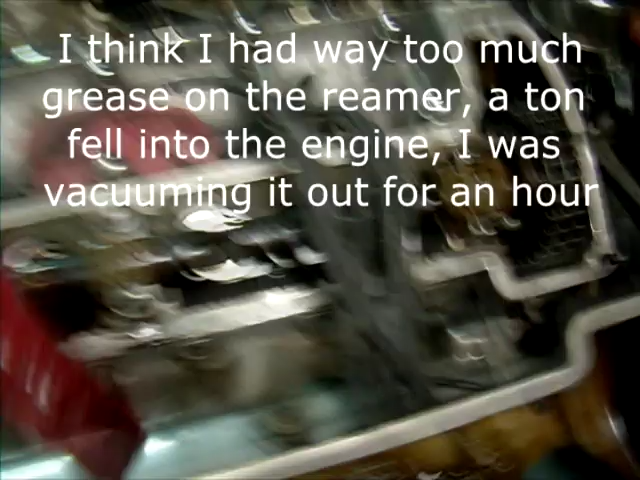 I think I had way too much
grease on the reamer, a ton
fell into the engine, I was
vacuuming it out for an hour